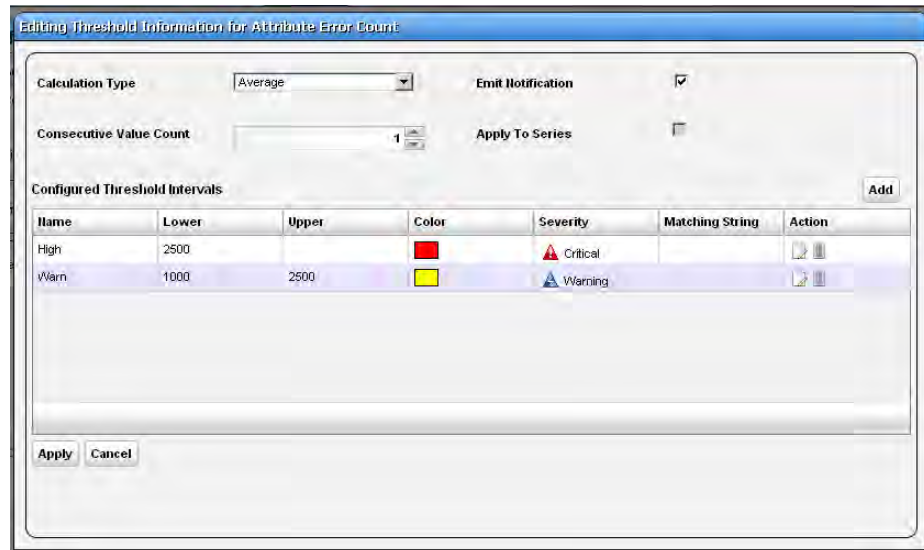 Editing Threshold Information for Attribute Error Count
Calculation Type Average Emit Notification
Consecutive Value Count 1 Apply To Series
Configured Threshold Intervals Add
Name Lower Upper Color Severity Matching String Action
High 2500 Critical
Warn 1000 2500 Warning
Apply Cancel